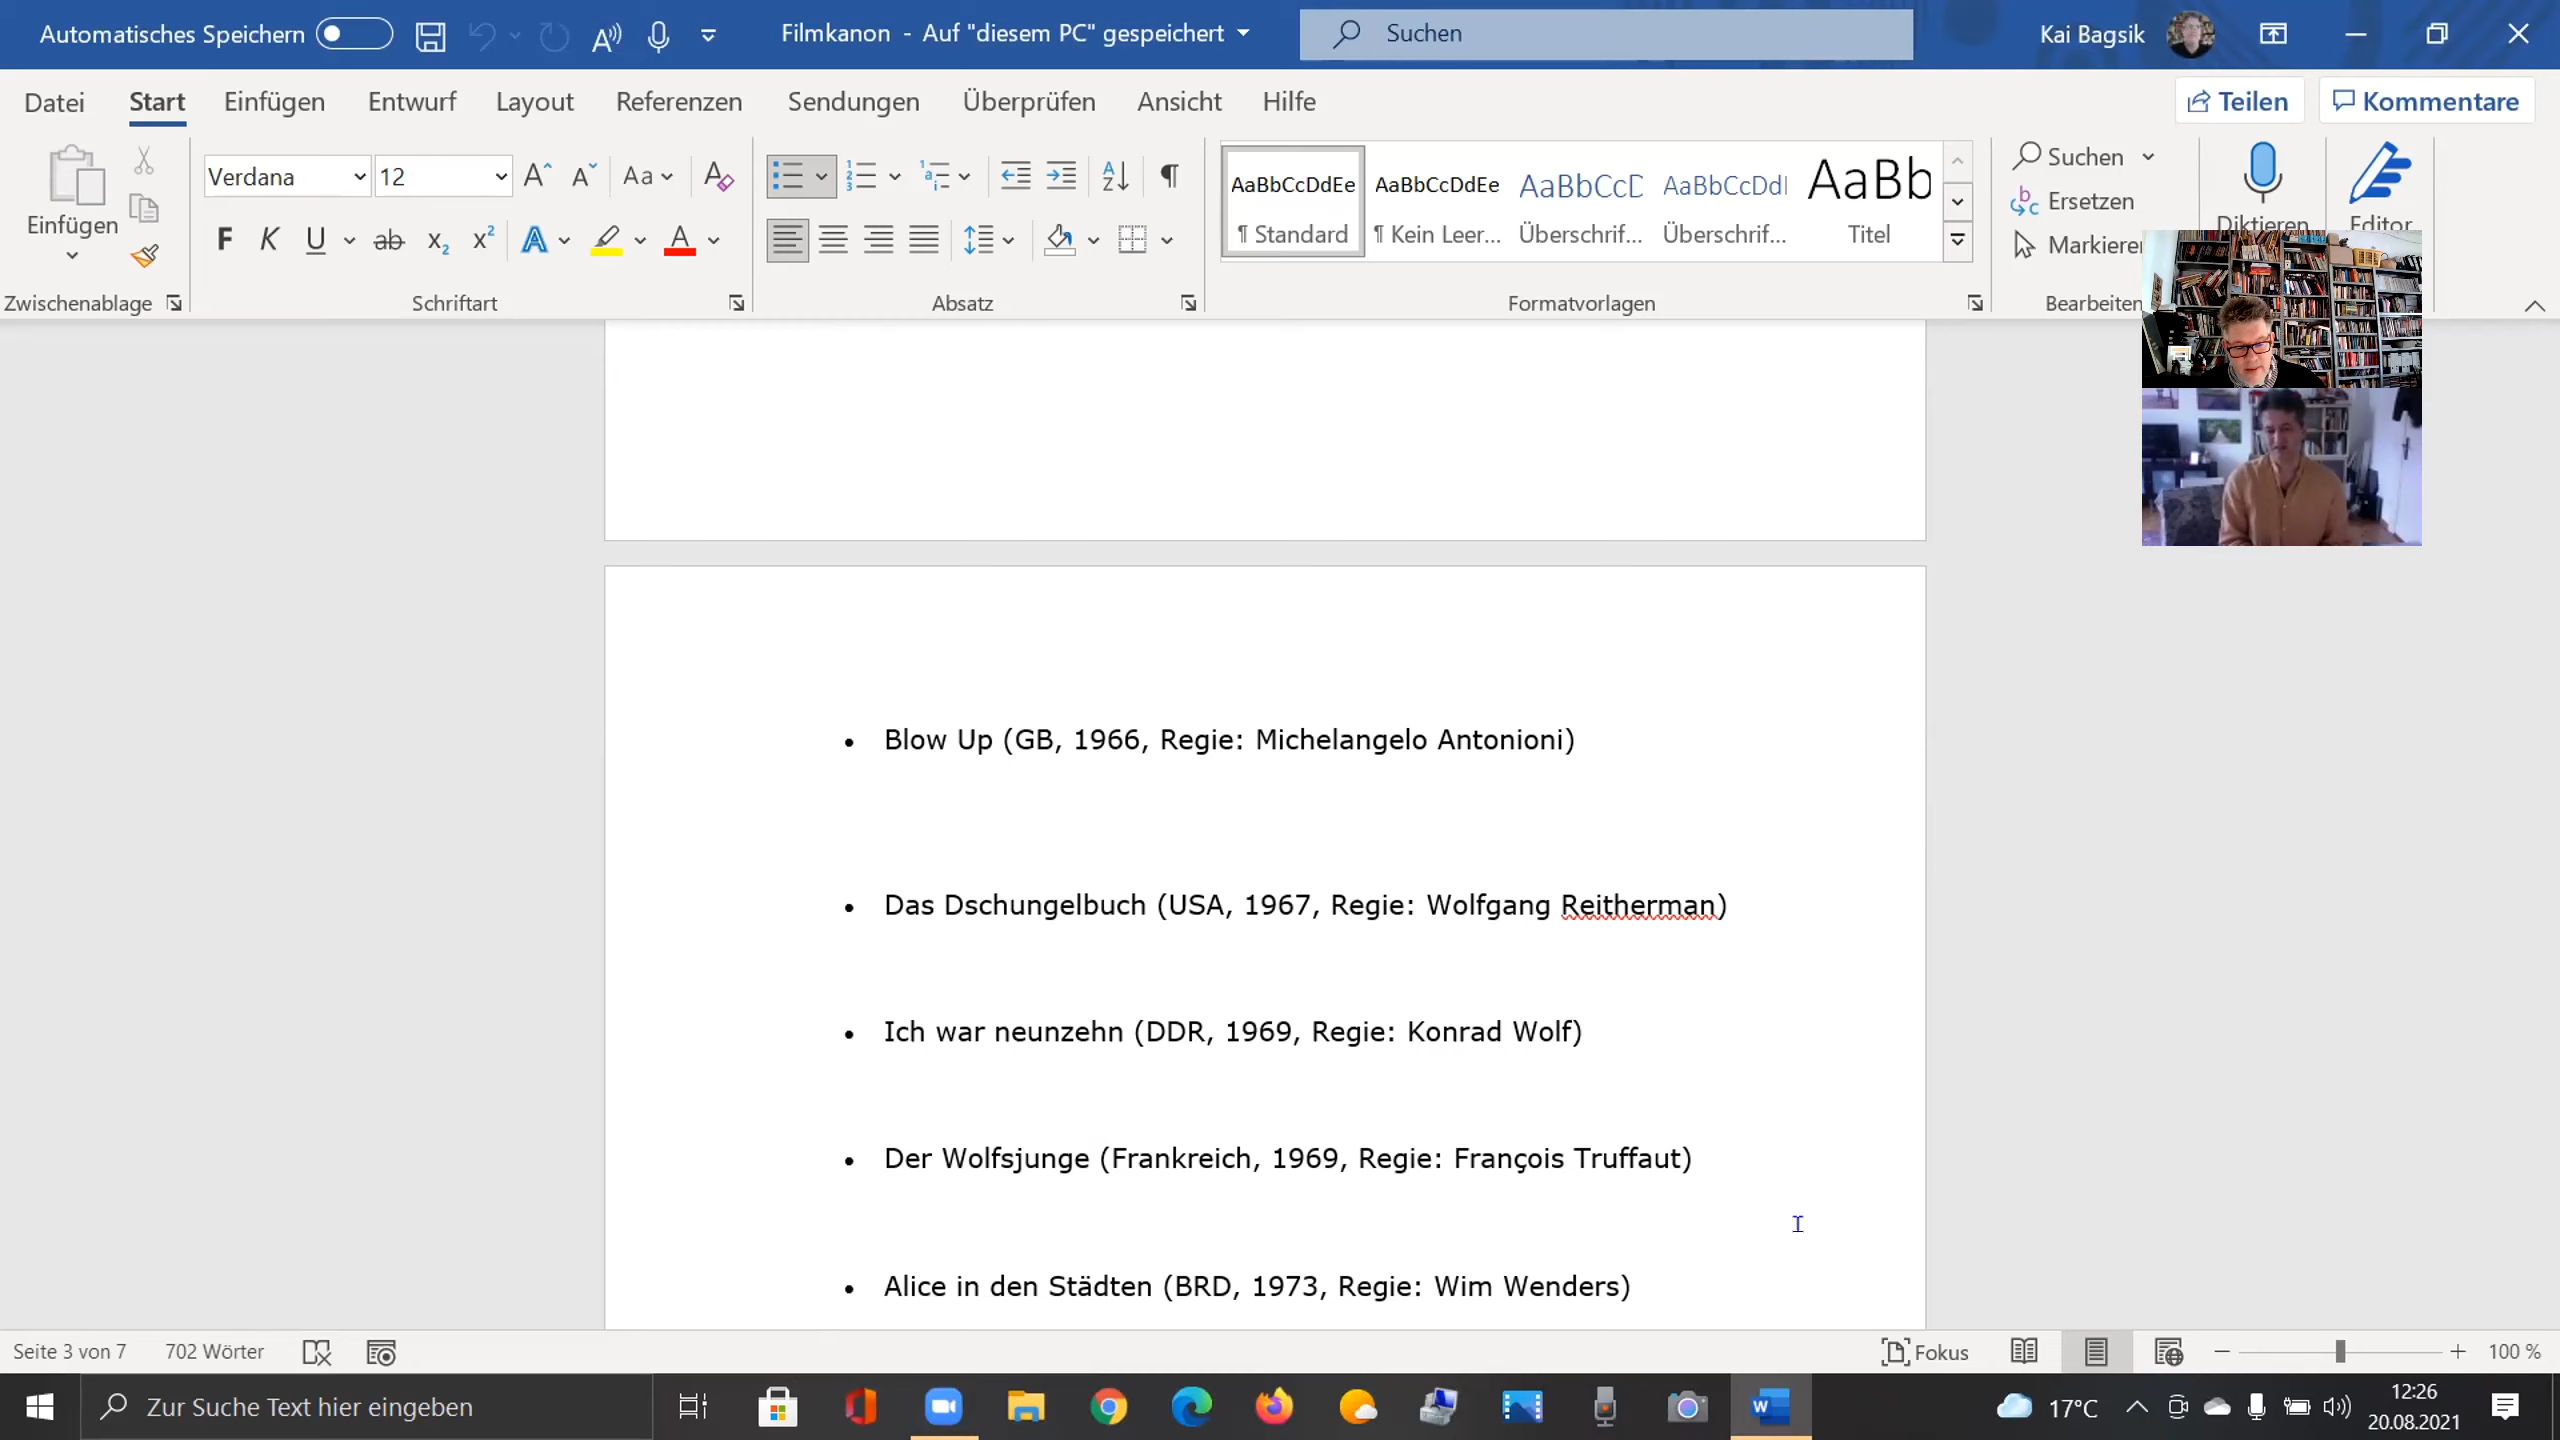 Automatisches Speichern
Filmkanon - Auf "diesem PC" gespeichert
Suchen
Kai Bagsik
Datei
Start
Einfügen
Entwurf
Layout
Referenzen
Sendungen
Überprüfen
Ansicht
Hilfe
Teilen
Kommentare
Einfügen
Verdana
12
AaBbCcDdEe
¶ Standard
AaBbCcDdEe
¶ Kein Leer...
AaBbCcD
Überschrif...
AaBbCcDdI
Überschrif...
AaBb
Titel
Suchen
Ersetzen
Markieren
Diktieren
Editor
Zwischenablage
Schriftart
Absatz
Formatvorlagen
Bearbeiten
• Blow Up (GB, 1966, Regie: Michelangelo Antonioni)
• Das Dschungelbuch (USA, 1967, Regie: Wolfgang Reitherman)
• Ich war neunzehn (DDR, 1969, Regie: Konrad Wolf)
• Der Wolfsjunge (Frankreich, 1969, Regie: François Truffaut)
• Alice in den Städten (BRD, 1973, Regie: Wim Wenders)
Seite 3 von 7
702 Wörter
Fokus
100 %
Zur Suche Text hier eingeben
17°C
12:26
20.08.2021